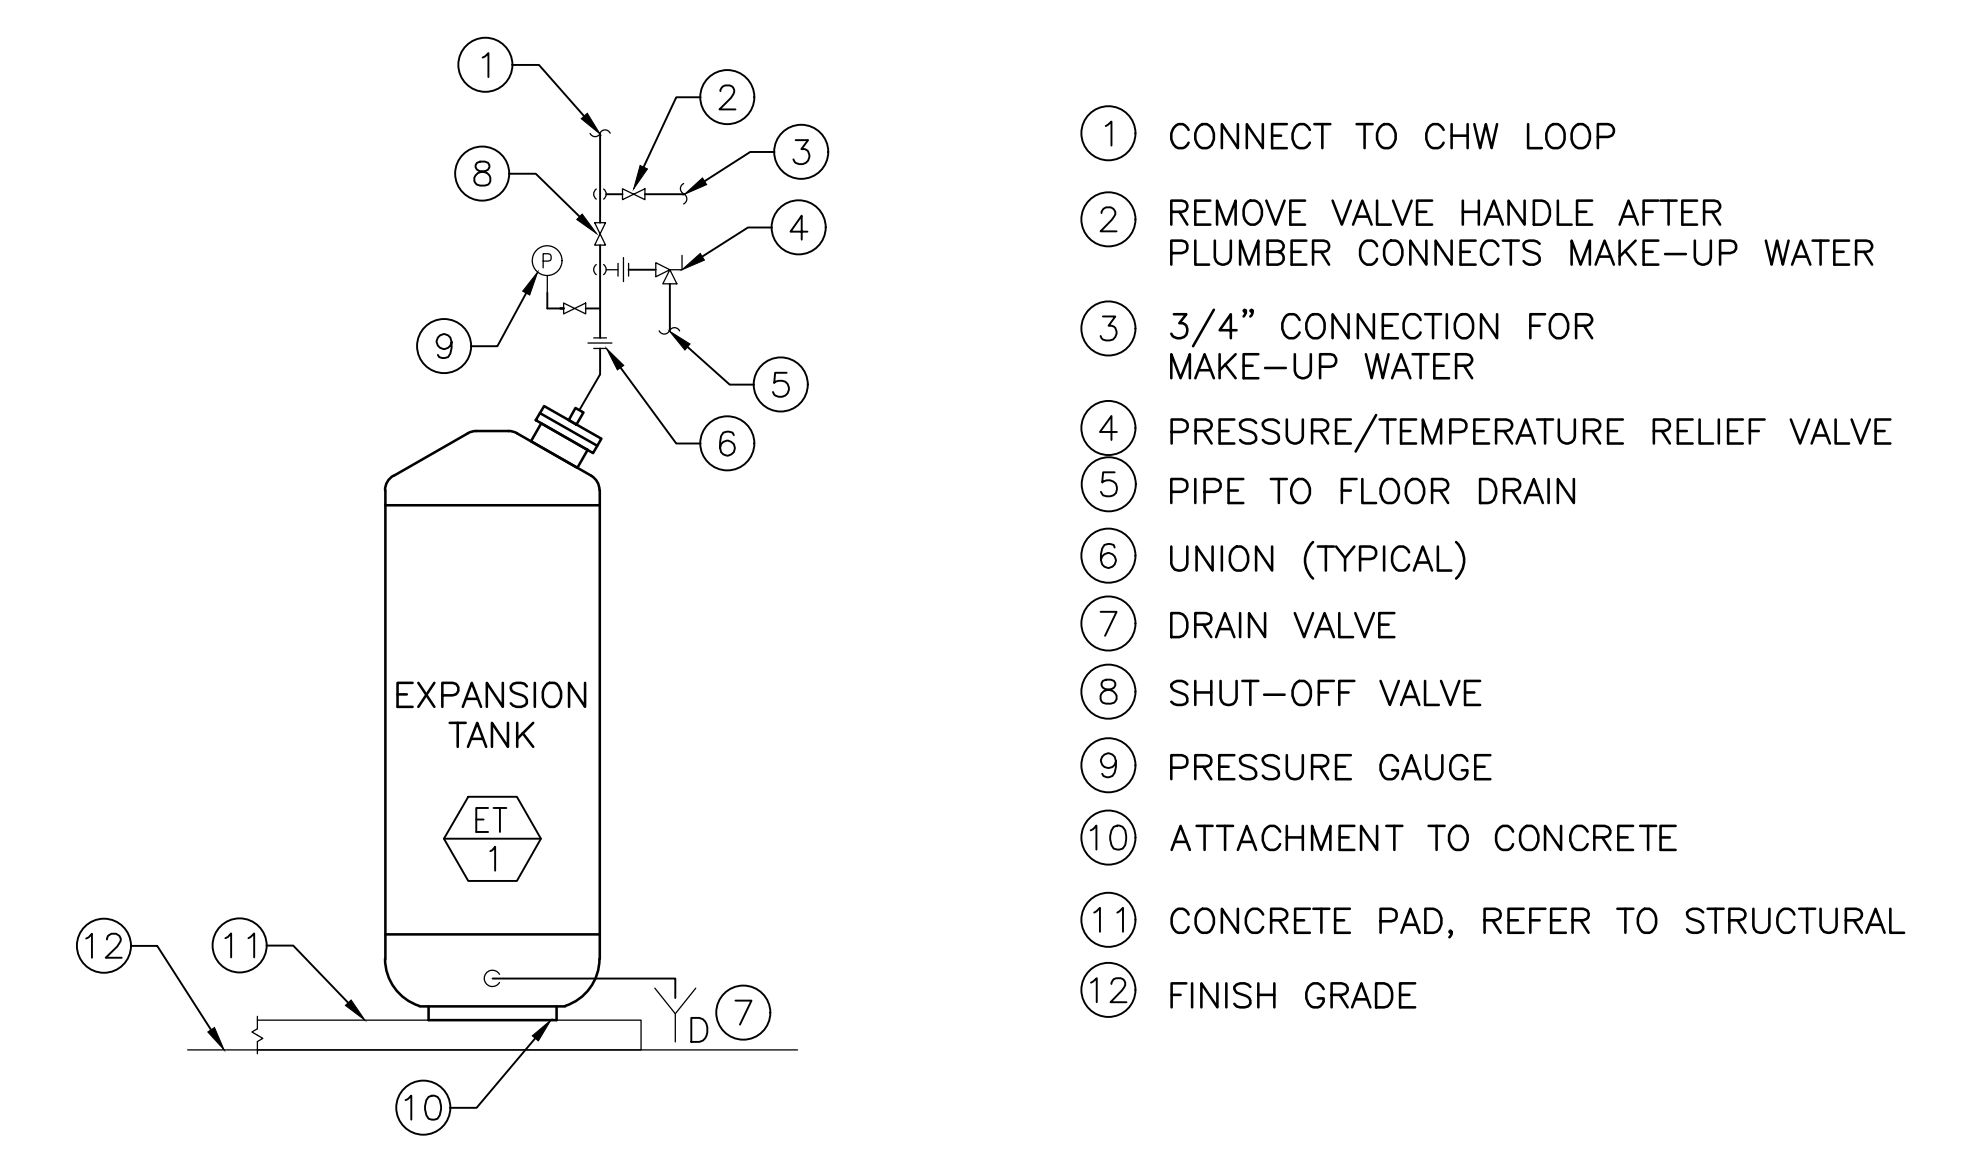 1
2
8
3
4
P
9
5
6
EXPANSION
TANK
ET
1
12
11
D
7
10
1 CONNECT TO CHW LOOP
2 REMOVE VALVE HANDLE AFTER
PLUMBER CONNECTS MAKE-UP WATER
3 3/4" CONNECTION FOR
MAKE-UP WATER
4 PRESSURE/TEMPERATURE RELIEF VALVE
5 PIPE TO FLOOR DRAIN
6 UNION (TYPICAL)
7 DRAIN VALVE
8 SHUT-OFF VALVE
9 PRESSURE GAUGE
10 ATTACHMENT TO CONCRETE
11 CONCRETE PAD, REFER TO STRUCTURAL
12 FINISH GRADE